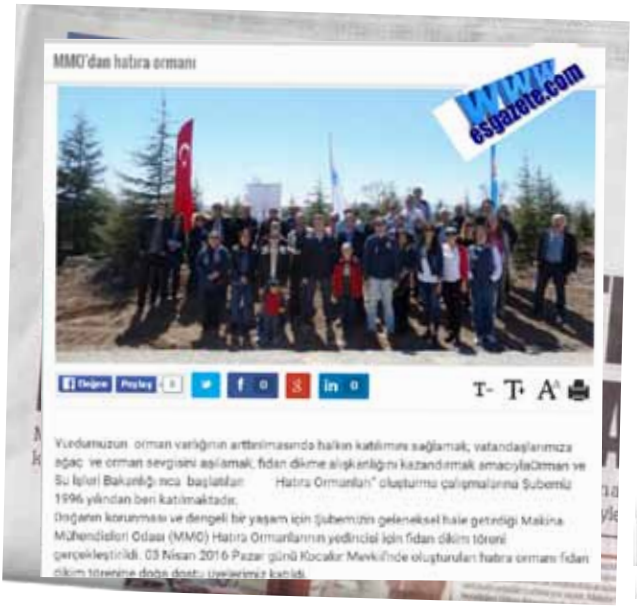 MMO'dan hatıra ormanı
www
esgazete.com
Beğen Paylaş 0 f 0 8 in 0 T- T+ A
Yurdumuzun orman varlığının arttırılmasında halkın katılımını sağlamak, vatandaşlarımıza
ağaç ve orman sevgisini aşılamak, fidan dikme alışkanlığını kazandırmak amacıylaOrman ve
Su İşleri Bakanlığı nca başlatılan Hatıra Ormanları" oluşturma çalışmalarına Şubemiz
1996 yılından beri katılmaktadır.
Doğanın korunması ve dengeli bir yaşam için Şubemizin geleneksel hale getirdiği Makina
Mühendisleri Odası (MMO) Hatıra Ormanlarının yedincisi için fidan dikim töreni
gerçekleştirildi. 03 Nisan 2016 Pazar günü Kocakır Mevkii'nde oluşturulan hatıra ormanı fidan
dikim törenine doğa dostu üyelerimiz katıldı.